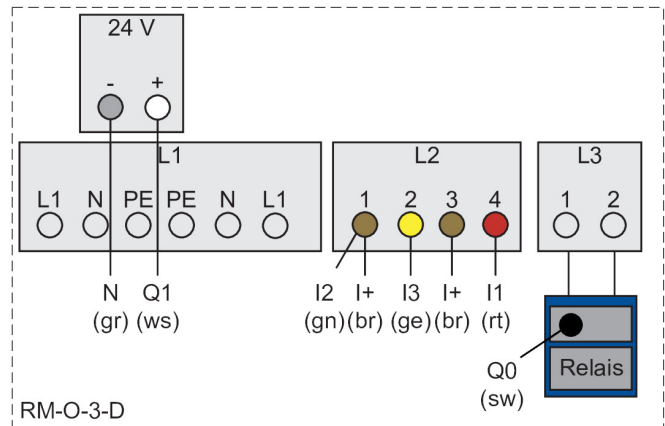 24 V
- +
L1 L2 L3
L1 N PE PE N L1 1 2 3 4 1 2
N Q1 I2 I+ I3 I+ I1
(gr) (ws) (gn) (br) (ge) (br) (rt)
Q0
(sw)
Relais
RM-O-3-D